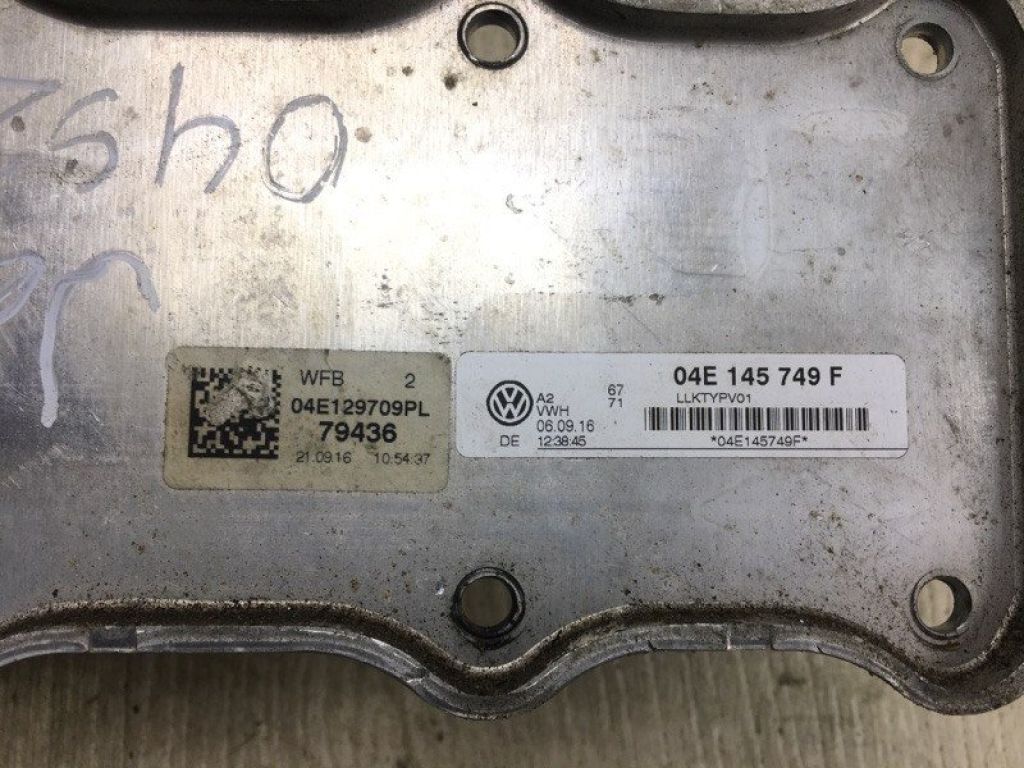 WFB 2
04E129709PL
79436
21.09.16 10:54:37
04E 145 749 F
LLKTYPV01
A2
VWH
67
71
06.09.16
DE 12:38:45
*04E145749F*